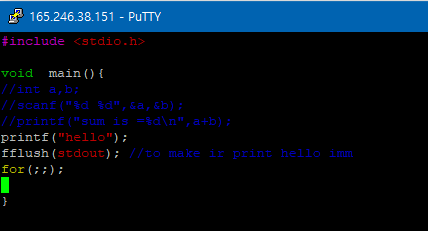 165.246.38.151 - PuTTY
#include <stdio.h>
void  main(){
//int a,b;
//scanf("%d %d",&a,&b);
//printf("sum is =%d\n",a+b);
printf("hello");
fflush(stdout); //to make ir print hello imm
for(;;);
}